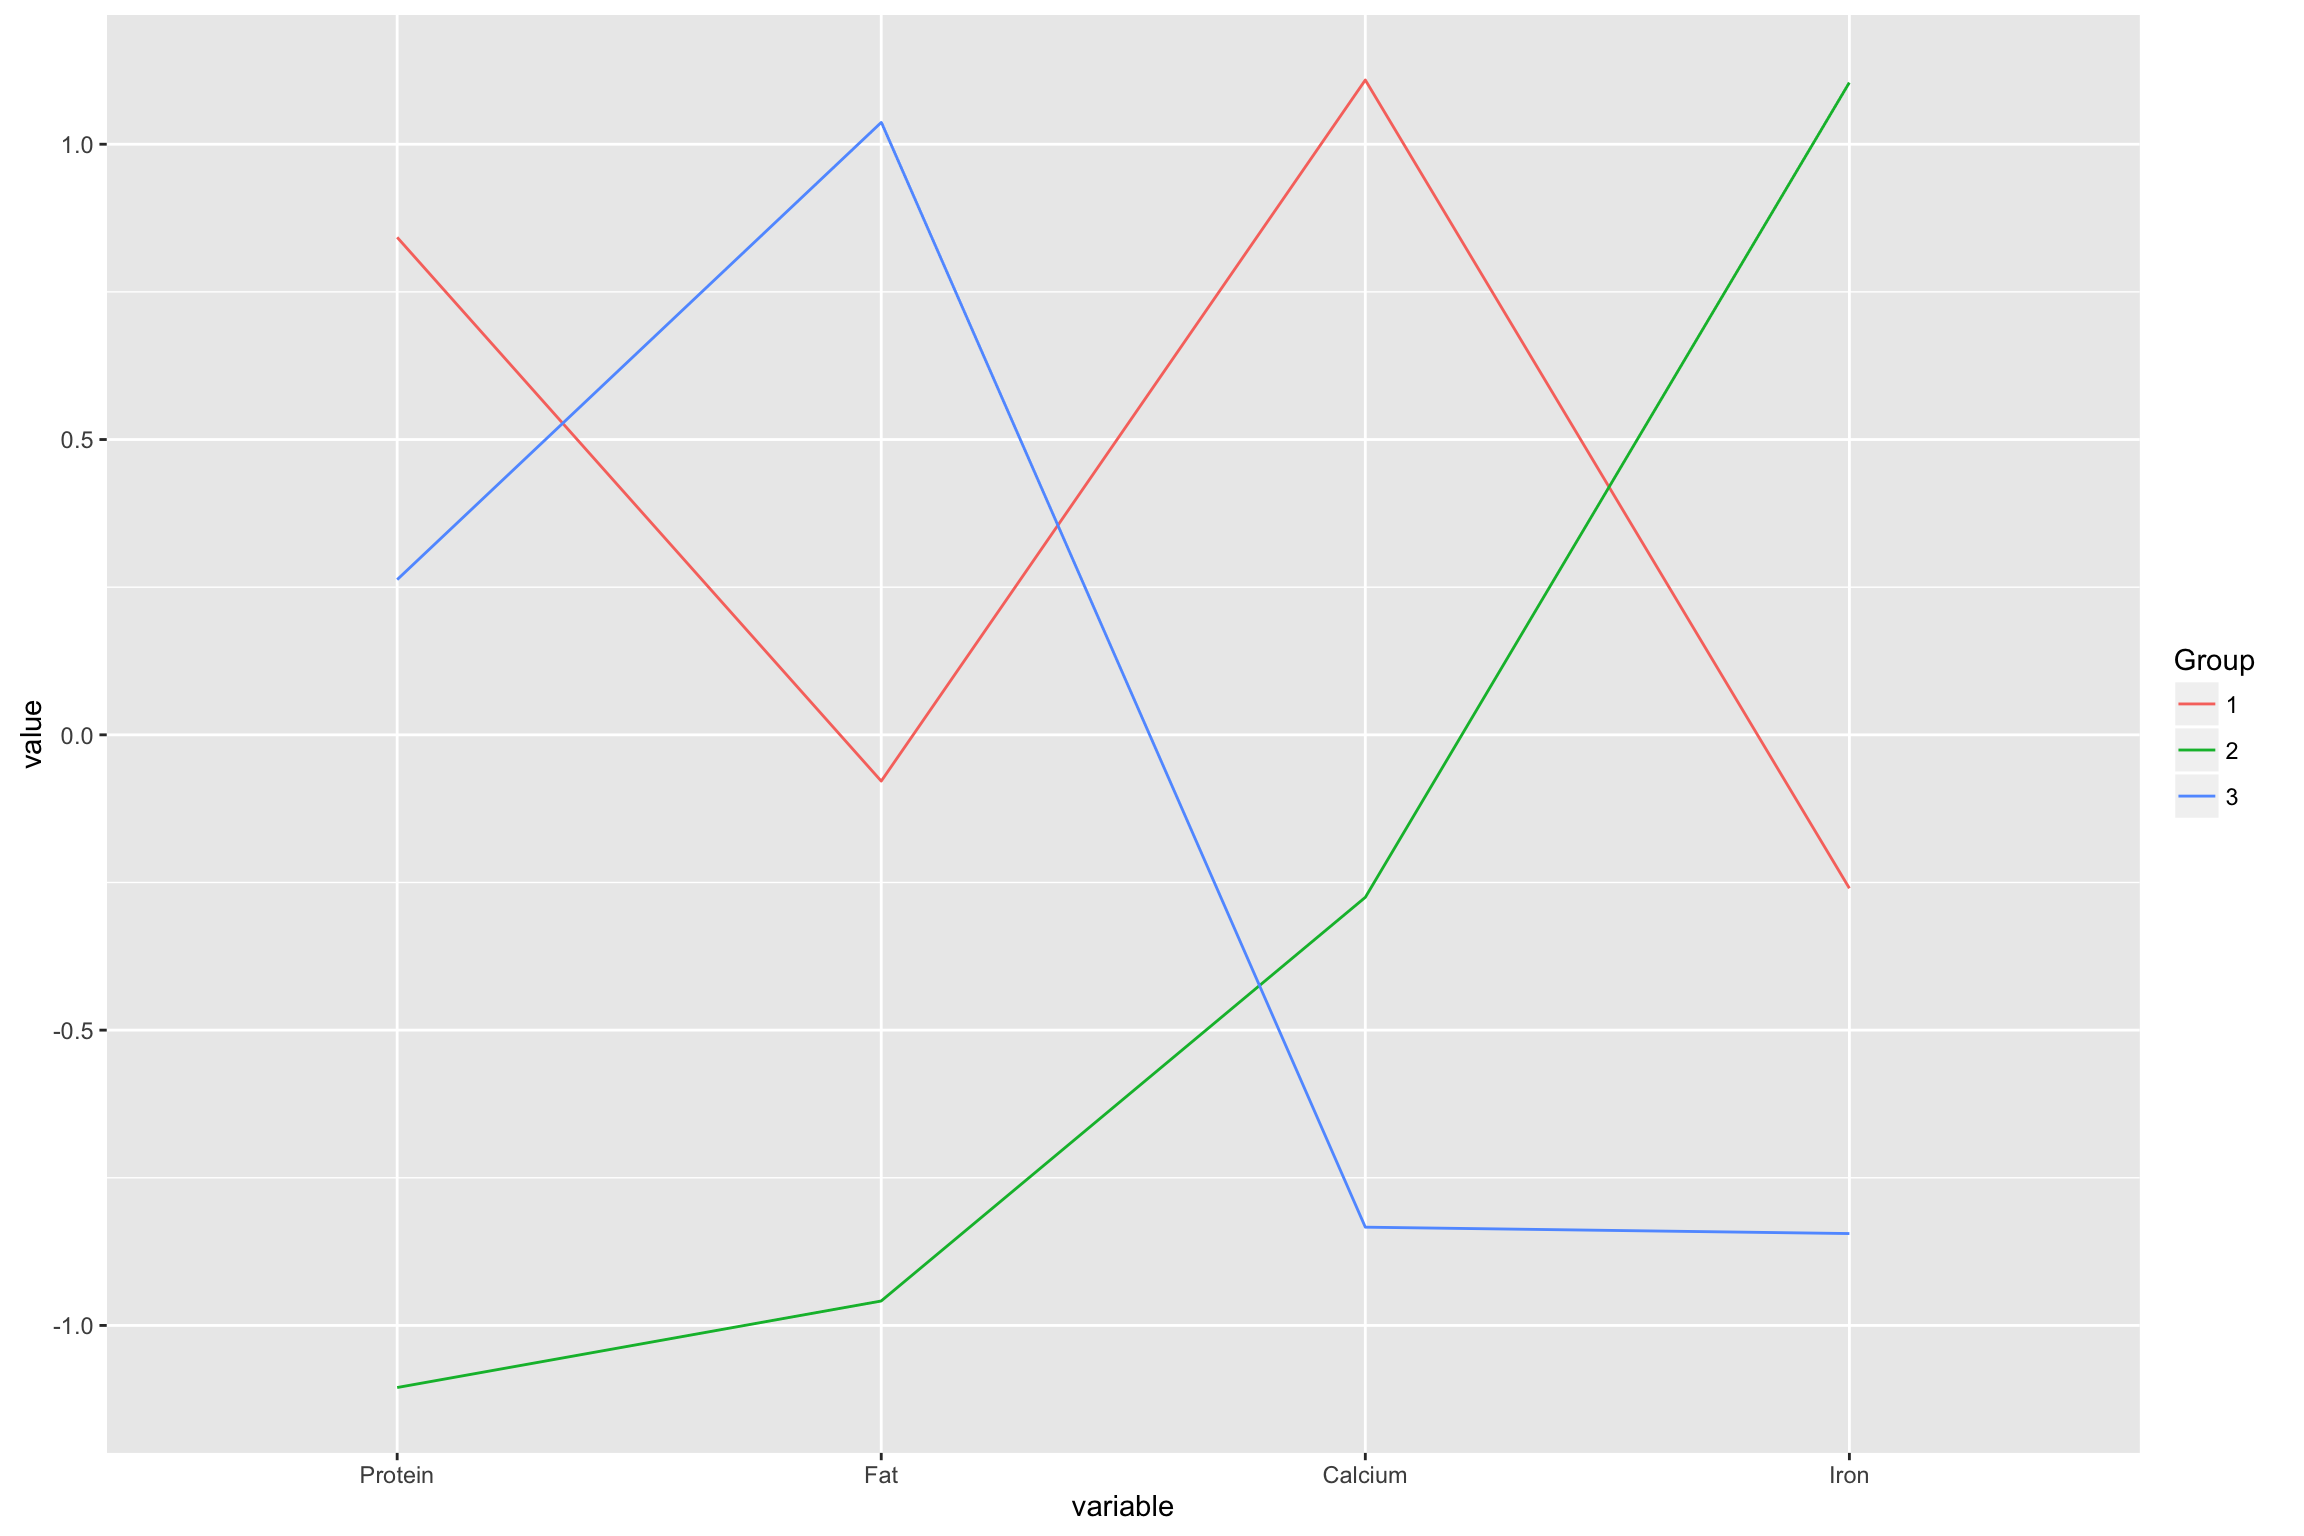 value
1.0
0.5
0.0
-0.5
-1.0
Protein
Fat
Calcium
Iron
variable
Group
1
2
3